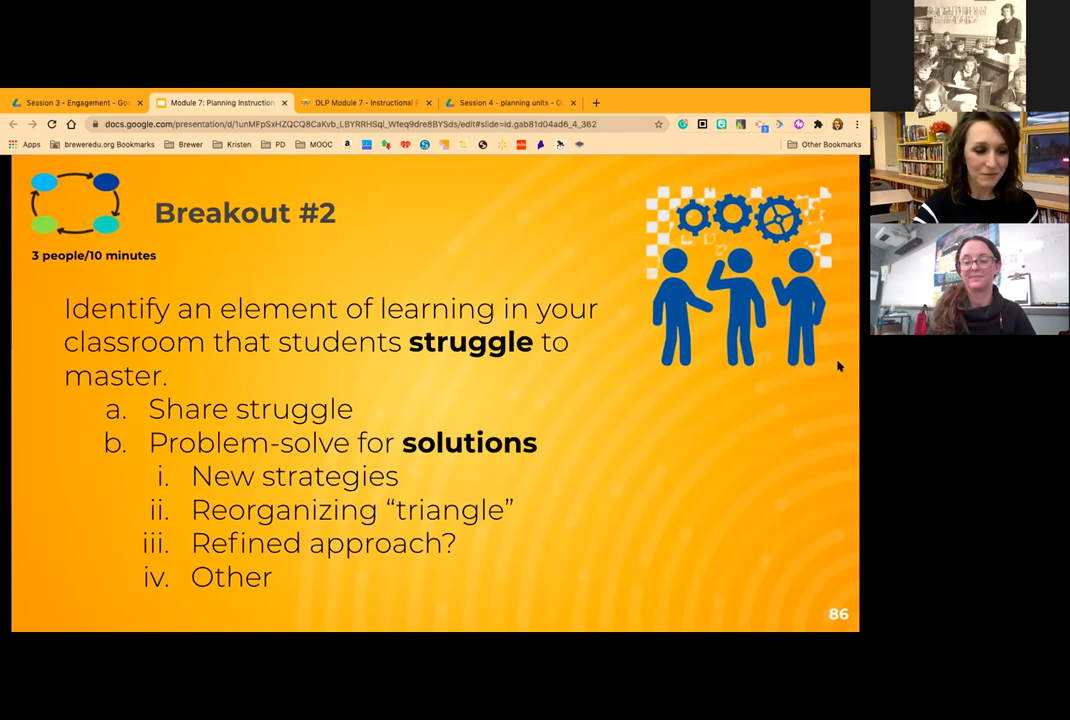 Session 3 - Engagement - Go
Module 7: Planning Instruction
DLP Module 7 - Instructional
Session 4 - planning units - G
docs.google.com/presentation/d/1unMFpSxHZQCQ8CaKvb_LBYRRHSql_Wfeq9dre8BYSds/edit#slide=id.gab81d04ad6_4_362
Apps
breweredu.org Bookmarks
Brewer
Kristen
PD
MOOC
Other Bookmarks
Breakout #2
3 people/10 minutes
Identify an element of learning in your
classroom that students struggle to
master.
a. Share struggle
b. Problem-solve for solutions
i. New strategies
ii. Reorganizing “triangle”
iii. Refined approach?
iv. Other
86